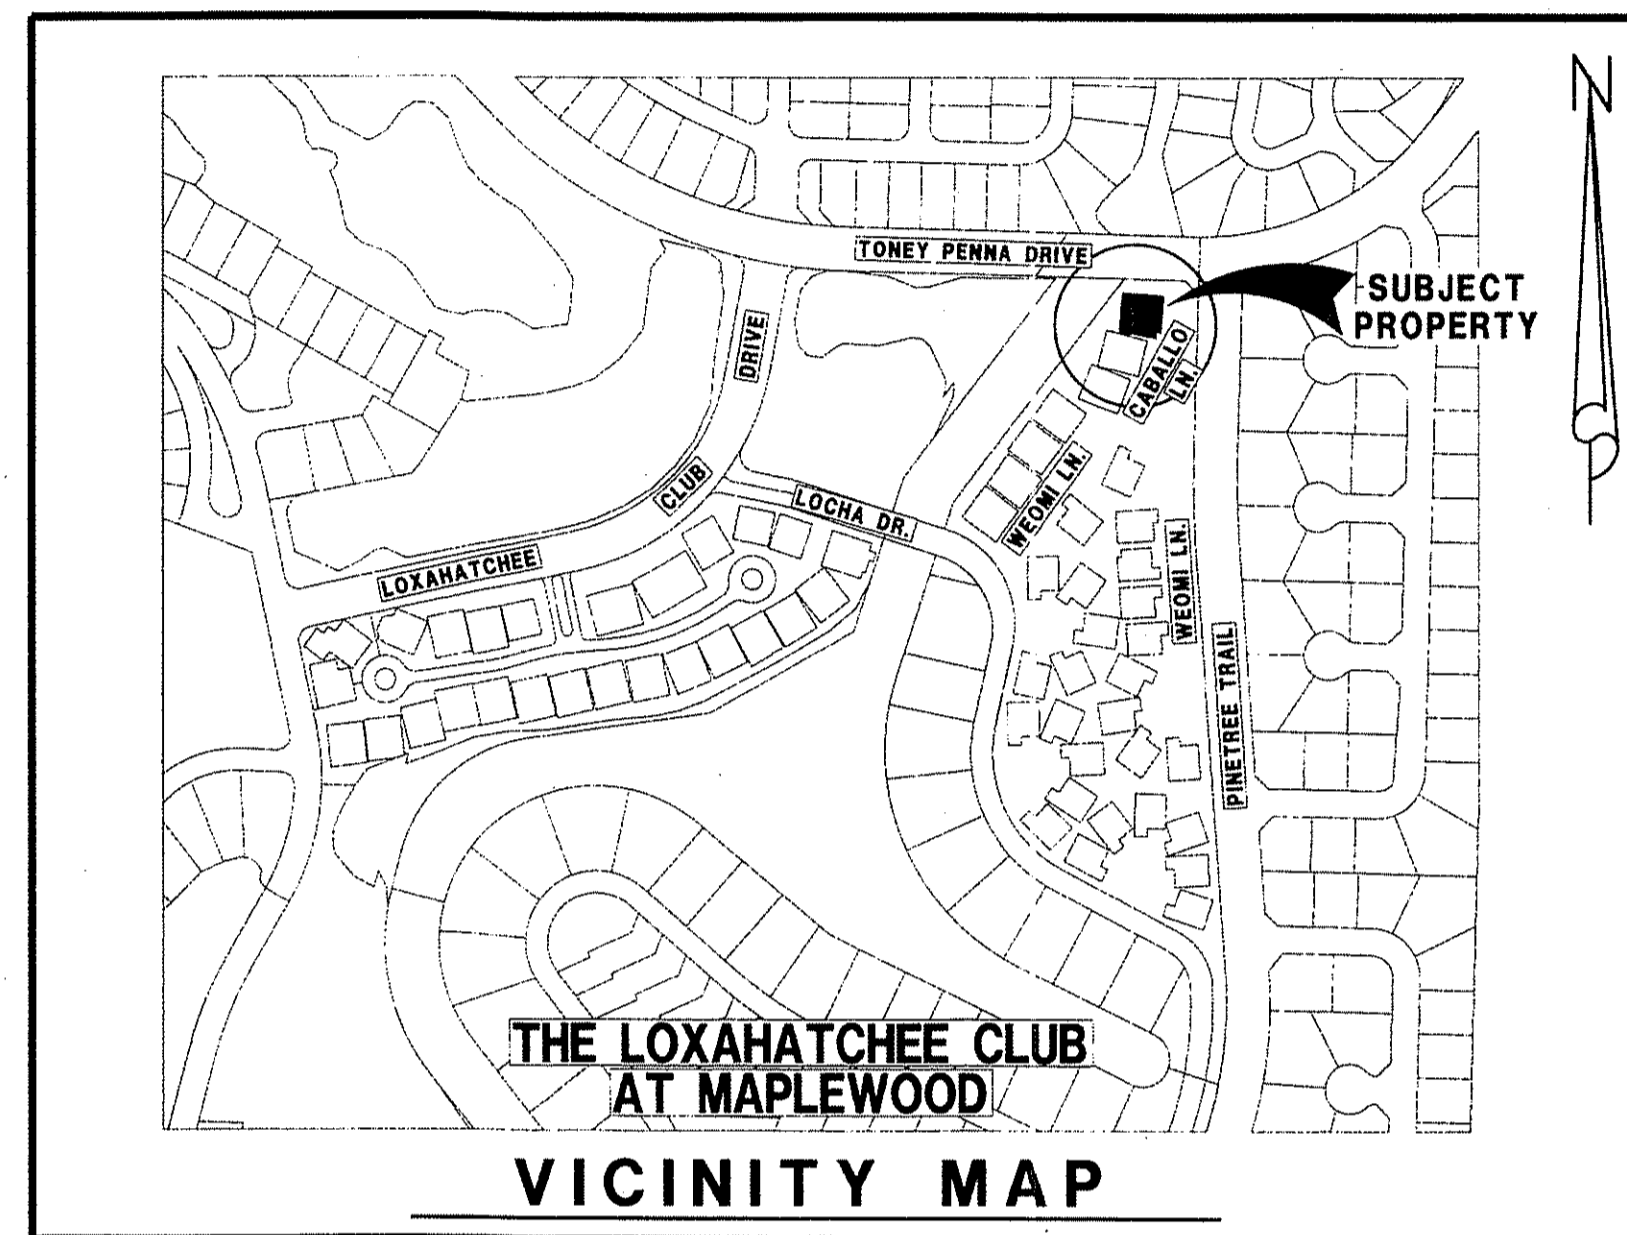 N
TONEY PENNA DRIVE
SUBJECT
PROPERTY
CABALLO
LN.
DRIVE
CLUB
LOXAHATCHEE
LOCHA DR.
WEOMI LN.
WEOMI LN.
PINETREE TRAIL
THE LOXAHATCHEE CLUB
AT MAPLEWOOD
VICINITY MAP